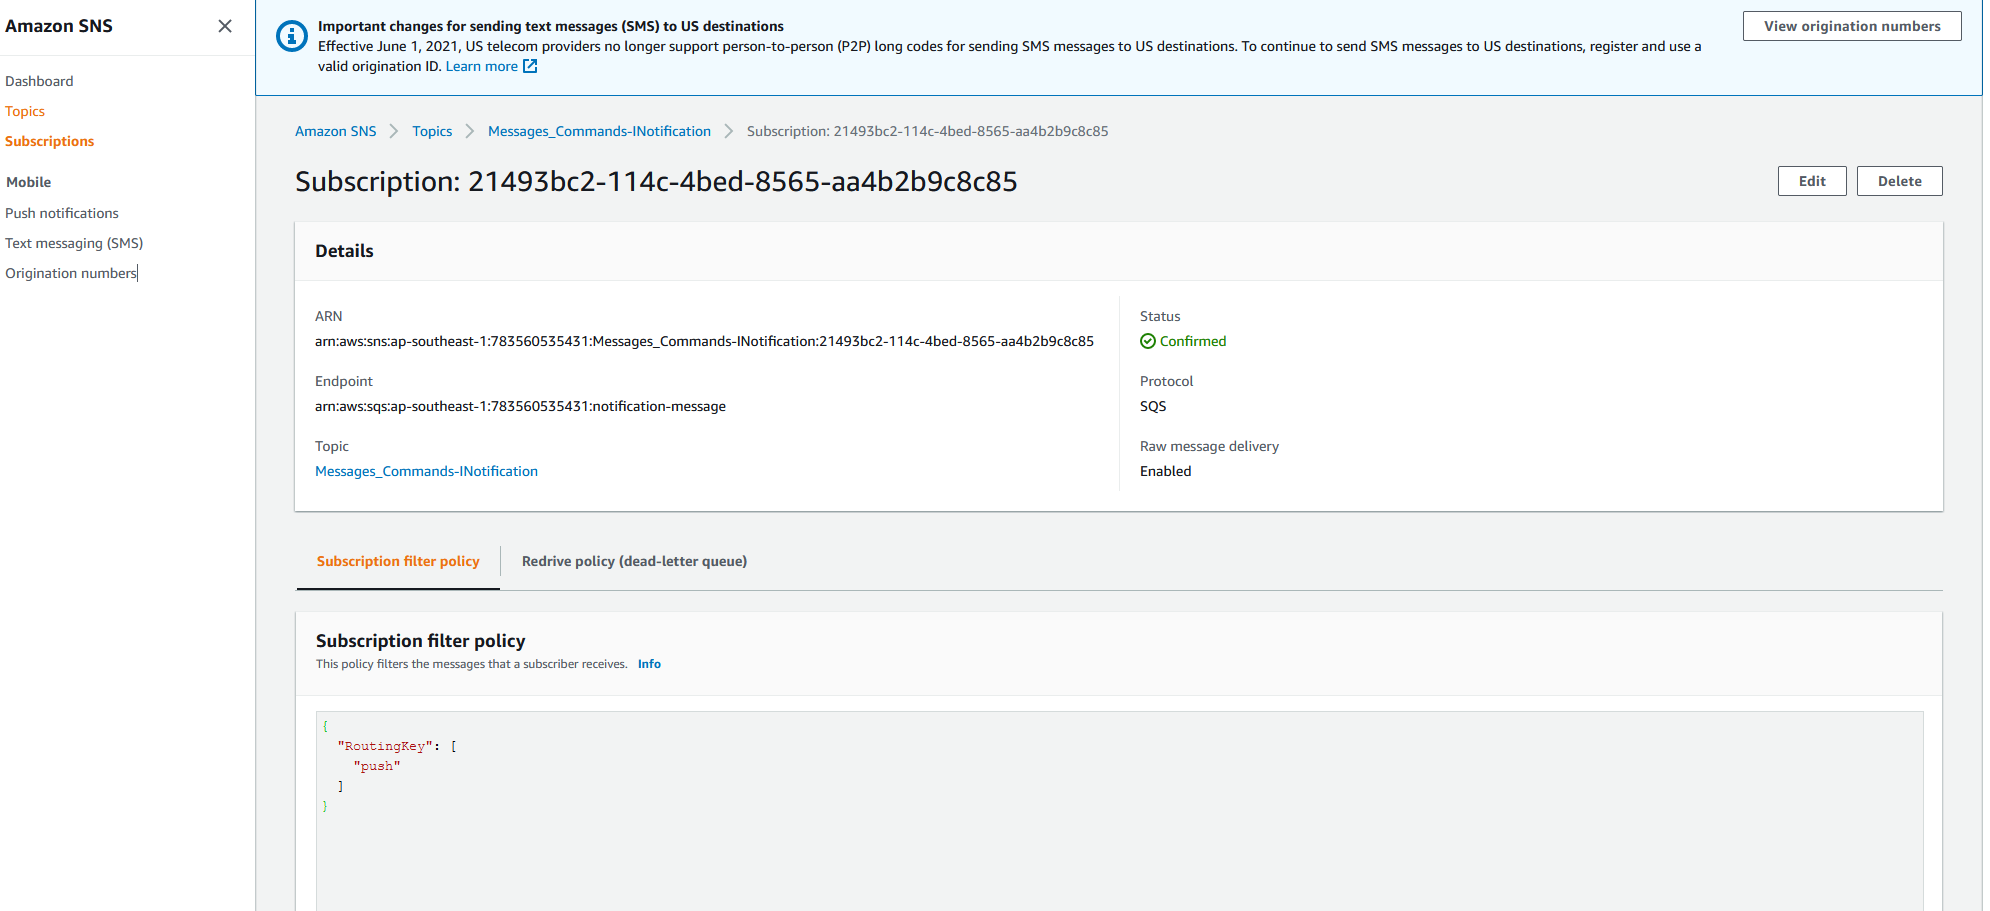 Amazon SNS
Dashboard
Topics
Subscriptions
Mobile
Push notifications
Text messaging (SMS)
Origination numbers
Important changes for sending text messages (SMS) to US destinations
Effective June 1, 2021, US telecom providers no longer support person-to-person (P2P) long codes for sending SMS messages to US destinations. To continue to send SMS messages to US destinations, register and use a
valid origination ID. Learn more
View origination numbers
Amazon SNS > Topics > Messages_Commands-INotification > Subscription: 21493bc2-114c-4bed-8565-aa4b2b9c8c85
Subscription: 21493bc2-114c-4bed-8565-aa4b2b9c8c85
Edit
Delete
Details
ARN
arn:aws:sns:ap-southeast-1:783560535431:Messages_Commands-INotification:21493bc2-114c-4bed-8565-aa4b2b9c8c85
Endpoint
arn:aws:sqs:ap-southeast-1:783560535431:notification-message
Topic
Messages_Commands-INotification
Status
Confirmed
Protocol
SQS
Raw message delivery
Enabled
Subscription filter policy
Redrive policy (dead-letter queue)
Subscription filter policy
This policy filters the messages that a subscriber receives. Info
{
"RoutingKey": [
"push"
]
}